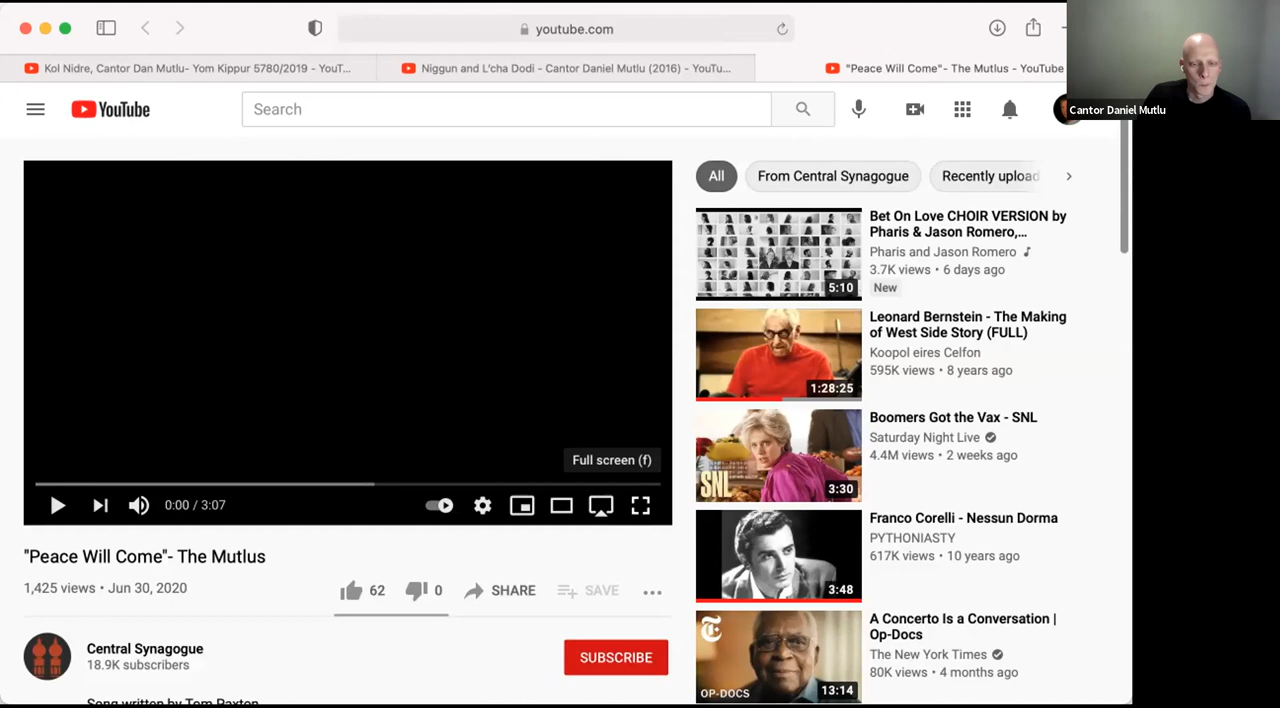 youtube.com
Kol Nidre, Cantor Dan Mutlu- Yom Kippur 5780/2019 - YouT...
Niggun and L'cha Dodi - Cantor Daniel Mutlu (2016) - YouTu...
"Peace Will Come"- The Mutlus - YouTube
Cantor Daniel Mutlu
YouTube
Search
All
From Central Synagogue
Recently upload
Bet On Love CHOIR VERSION by
Pharis & Jason Romero,...
Pharis and Jason Romero
3.7K views • 6 days ago
New
5:10
Leonard Bernstein - The Making
of West Side Story (FULL)
Koopol eires Celfon
595K views • 8 years ago
1:28:25
Boomers Got the Vax - SNL
Saturday Night Live
4.4M views • 2 weeks ago
SNL
3:30
Franco Corelli - Nessun Dorma
PYTHONIASTY
617K views • 10 years ago
3:48
A Concerto Is a Conversation |
Op-Docs
The New York Times
80K views • 4 months ago
T
OP-DOCS
13:14
Full screen (f)
0:00 / 3:07
"Peace Will Come"- The Mutlus
1,425 views • Jun 30, 2020
62
0
SHARE
SAVE
Central Synagogue
18.9K subscribers
SUBSCRIBE
Song written by Tom Paxton